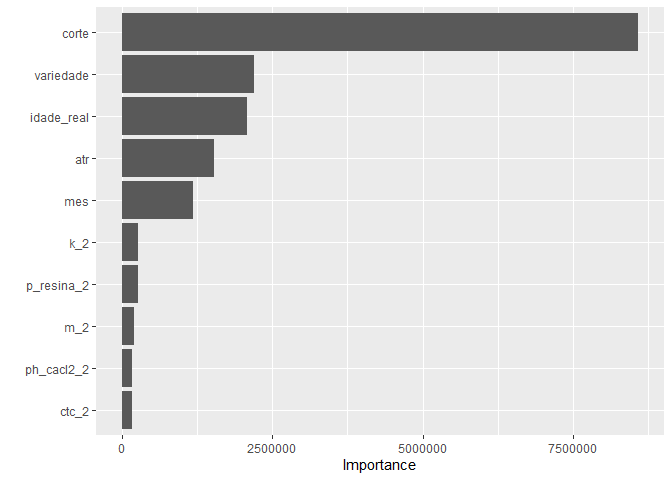 corte
variedade
idade_real
atr
mes
k_2
p_resina_2
m_2
ph_cacl2_2
ctc_2
0 2500000 5000000 7500000
Importance